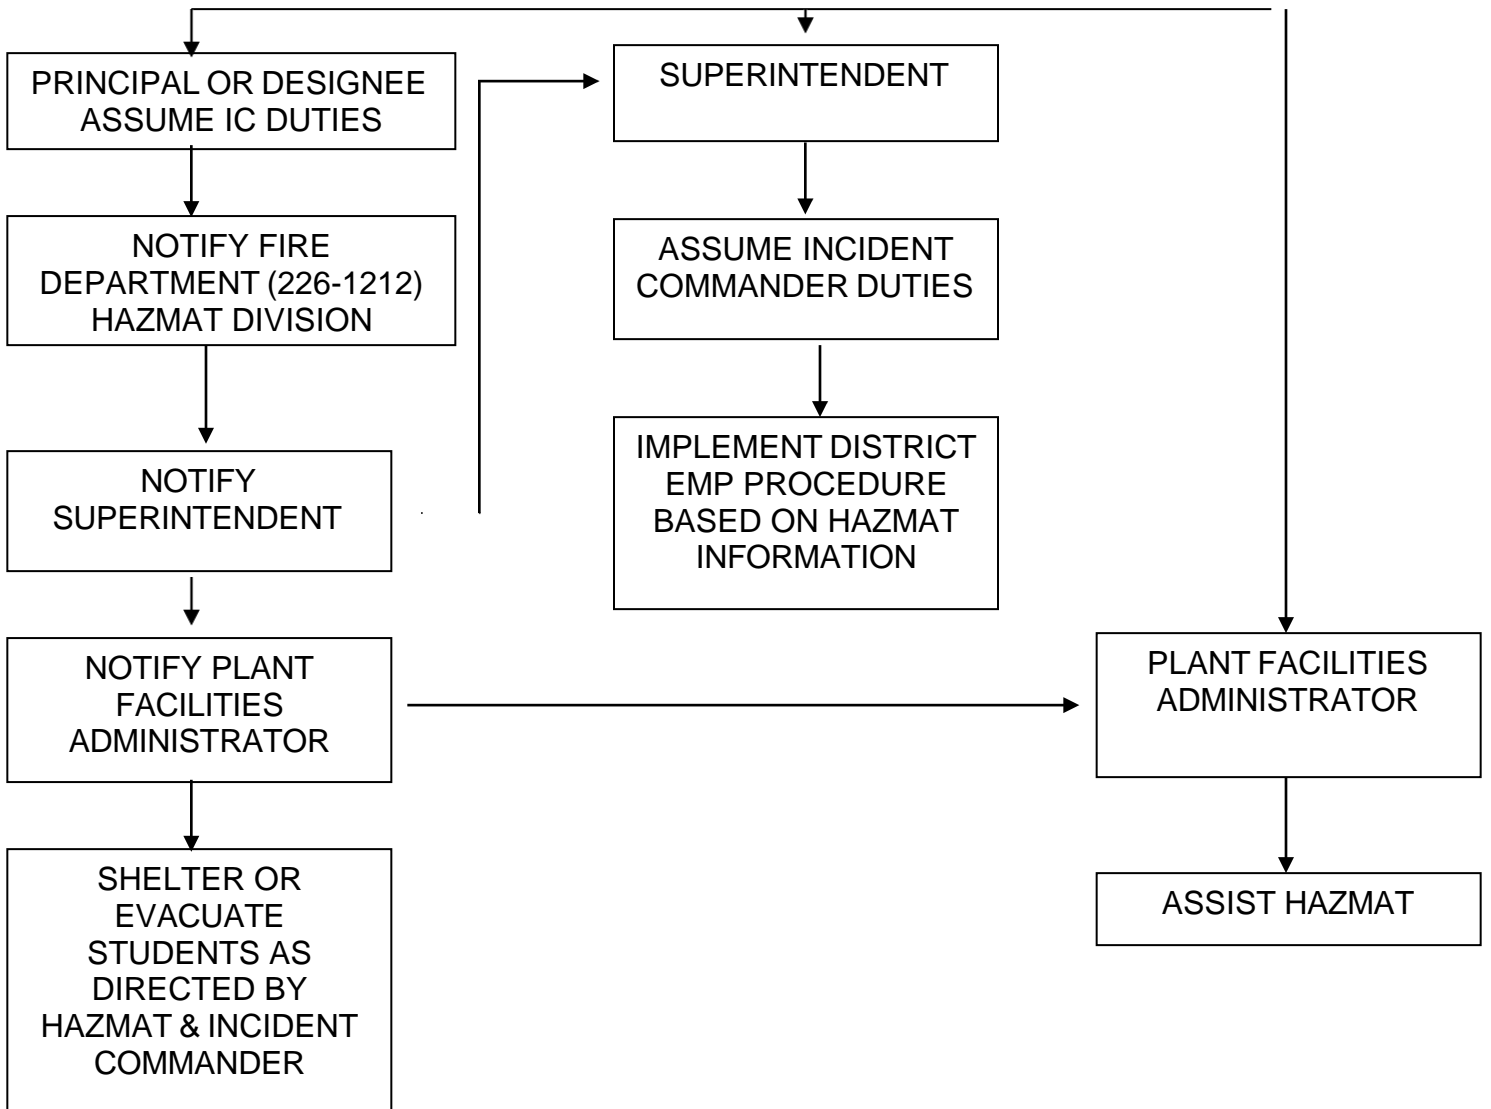 PRINCIPAL OR DESIGNEE
ASSUME IC DUTIES
NOTIFY FIRE
DEPARTMENT (226-1212)
HAZMAT DIVISION
NOTIFY
SUPERINTENDENT
NOTIFY PLANT
FACILITIES
ADMINISTRATOR
SHELTER OR
EVACUATE
STUDENTS AS
DIRECTED BY
HAZMAT & INCIDENT
COMMANDER
SUPERINTENDENT
ASSUME INCIDENT
COMMANDER DUTIES
IMPLEMENT DISTRICT
EMP PROCEDURE
BASED ON HAZMAT
INFORMATION
PLANT FACILITIES
ADMINISTRATOR
ASSIST HAZMAT